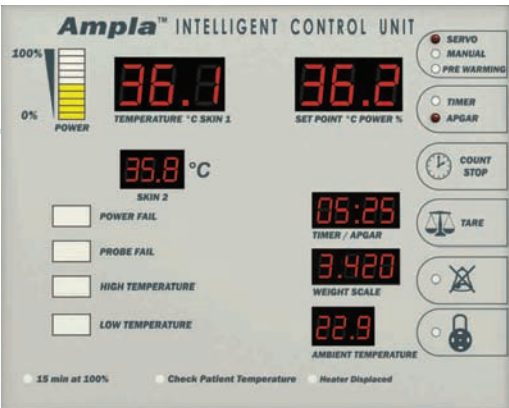 Ampla™ INTELLIGENT CONTROL UNIT
100%
0%
POWER
36.1
TEMPERATURE °C SKIN 1
36.2
SET POINT °C POWER %
SERVO
MANUAL
PRE WARMING
TIMER
APGAR
35.8 °C
SKIN 2
COUNT
STOP
POWER FAIL
PROBE FAIL
HIGH TEMPERATURE
LOW TEMPERATURE
05:25
TIMER / APGAR
TARE
3.420
WEIGHT SCALE
22.9
AMBIENT TEMPERATURE
15 min at 100%
Check Patient Temperature
Heater Displaced